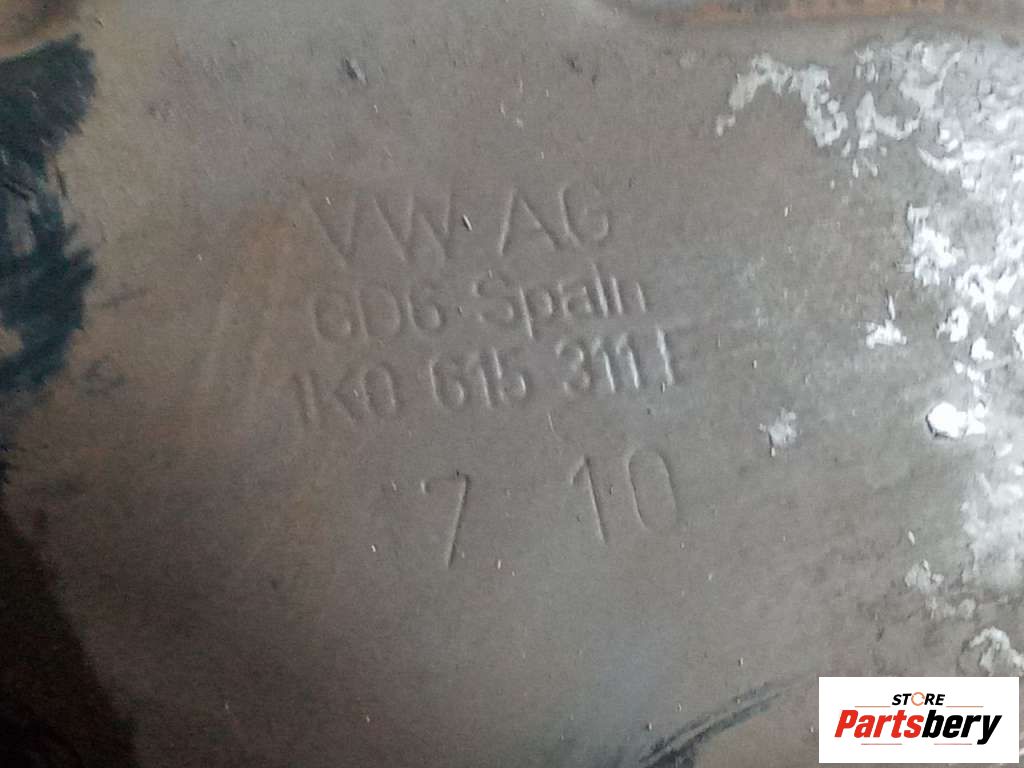 VW AG
GD6 Spain
1K0 615 311 F
7 10
STORE
Partsbery